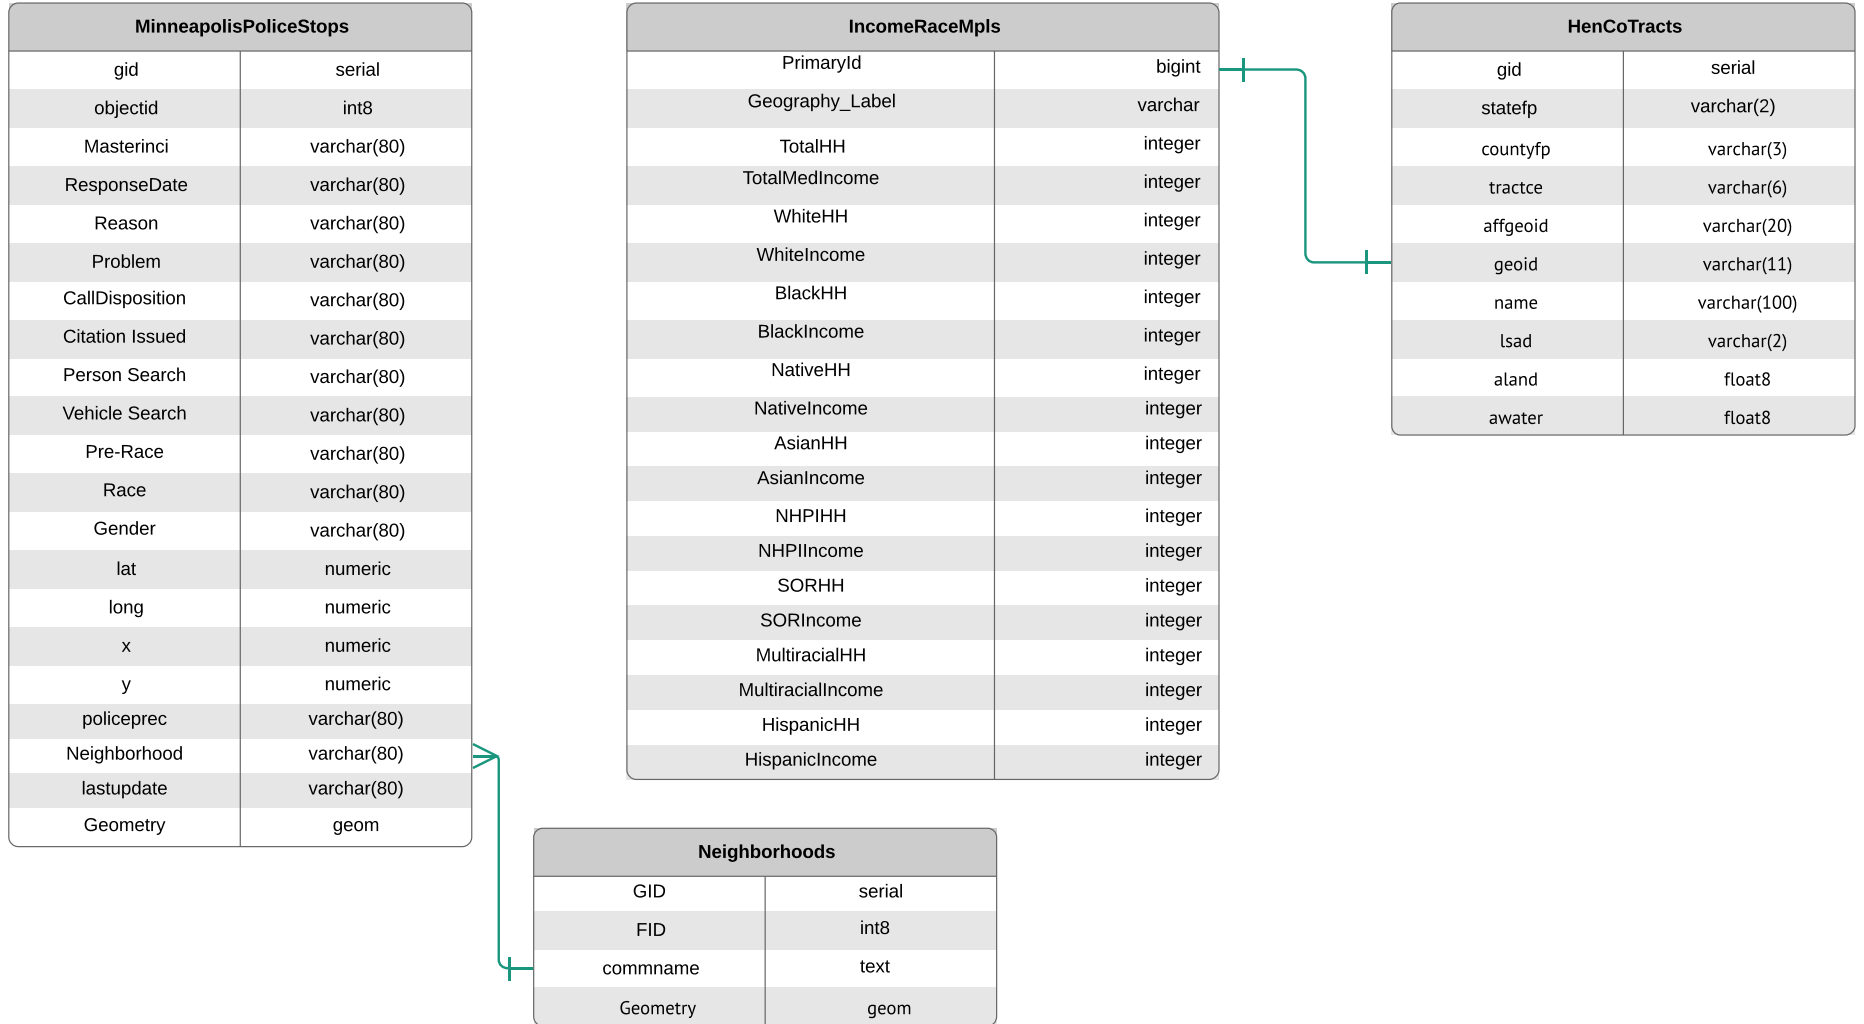 MinneapolisPoliceStops
gid serial
objectid int8
Masterinci varchar(80)
ResponseDate varchar(80)
Reason varchar(80)
Problem varchar(80)
CallDisposition varchar(80)
Citation Issued varchar(80)
Person Search varchar(80)
Vehicle Search varchar(80)
Pre-Race varchar(80)
Race varchar(80)
Gender varchar(80)
lat numeric
long numeric
x numeric
y numeric
policeprec varchar(80)
Neighborhood varchar(80)
lastupdate varchar(80)
Geometry geom
IncomeRaceMpls
PrimaryId bigint
Geography_Label varchar
TotalHH integer
TotalMedIncome integer
WhiteHH integer
WhiteIncome integer
BlackHH integer
BlackIncome integer
NativeHH integer
NativeIncome integer
AsianHH integer
AsianIncome integer
NHPIHH integer
NHPIIncome integer
SORHH integer
SORIncome integer
MultiracialHH integer
MultiracialIncome integer
HispanicHH integer
HispanicIncome integer
HenCoTracts
gid serial
statefp varchar(2)
countyfp varchar(3)
tractce varchar(6)
affgeoid varchar(20)
geoid varchar(11)
name varchar(100)
lsad varchar(2)
aland float8
awater float8
Neighborhoods
GID serial
FID int8
commname text
Geometry geom